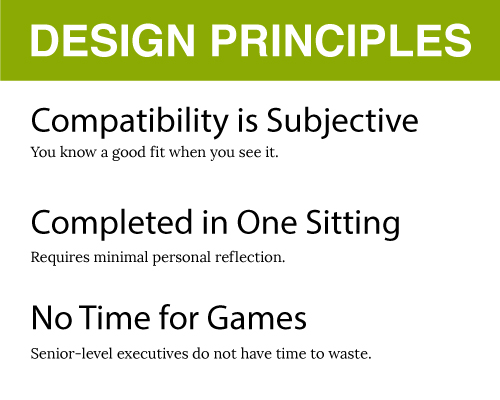 DESIGN PRINCIPLES
Compatibility is Subjective
You know a good fit when you see it.
Completed in One Sitting
Requires minimal personal reflection.
No Time for Games
Senior-level executives do not have time to waste.